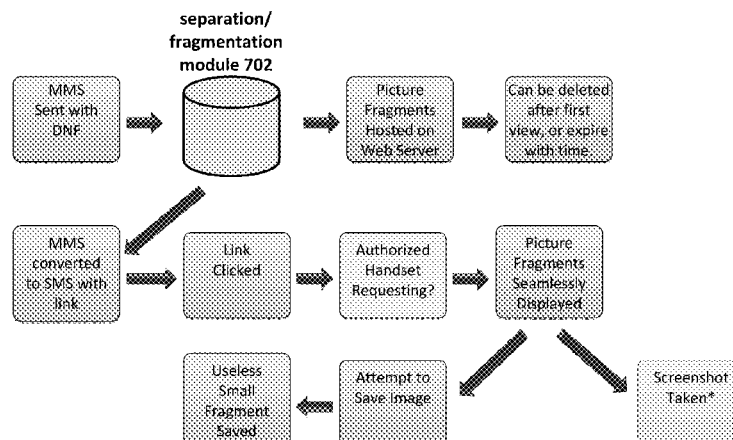 separation/
fragmentation
module 702
MMS
Sent with
DNF
Picture
Fragments
Hosted on
Web Server
Can be deleted
after first
view, or expire
with time.
MMS
converted
to SMS with
link
Link
Clicked
Authorized
Handset
Requesting?
Picture
Fragments
Seamlessly
Displayed
Useless
Small
Fragment
Saved
Attempt to
Save Image
Screenshot
Taken*